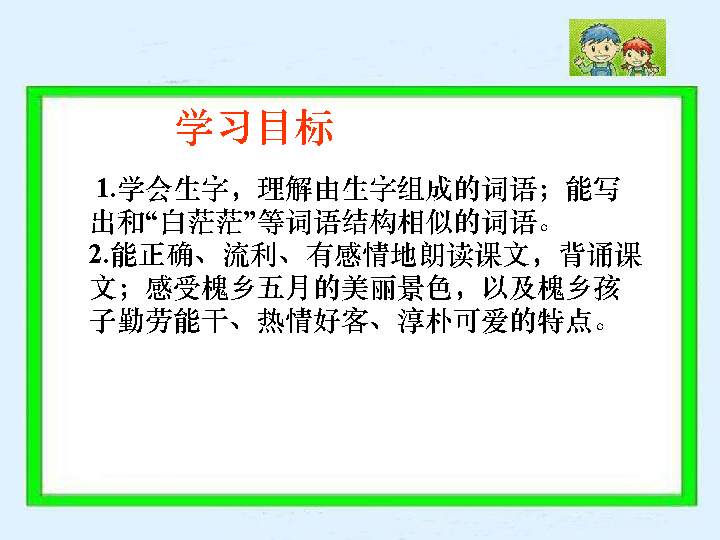 学习目标
1.学会生字，理解由生字组成的词语；能写
出和“白茫茫”等词语结构相似的词语。
2.能正确、流利、有感情地朗读课文，背诵课
文；感受槐乡五月的美丽景色，以及槐乡孩
子勤劳能干、热情好客、淳朴可爱的特点。